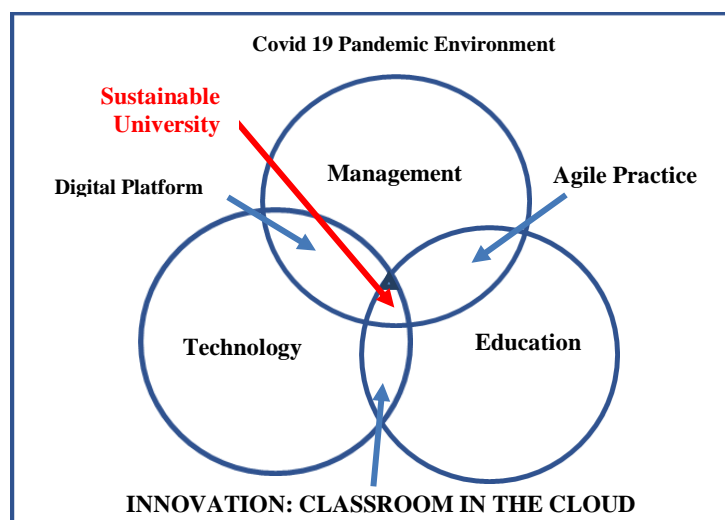 Covid 19 Pandemic Environment
Sustainable
University
Management
Digital Platform
Agile Practice
Technology
Education
INNOVATION: CLASSROOM IN THE CLOUD